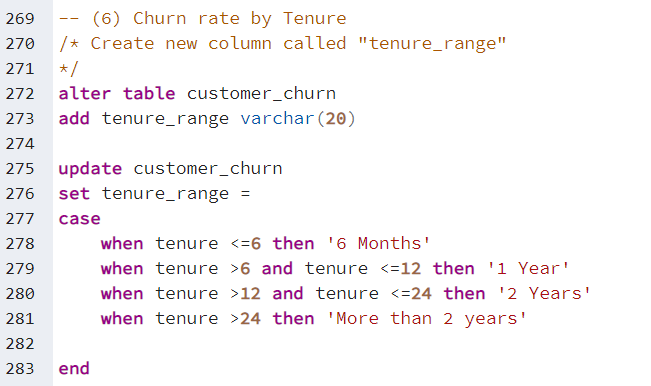 269 -- (6) Churn rate by Tenure
270 /* Create new column called "tenure_range"
271 */
272 alter table customer_churn
273 add tenure_range varchar(20)
274
275 update customer_churn
276 set tenure_range =
277 case
278     when tenure <=6 then '6 Months'
279     when tenure >6 and tenure <=12 then '1 Year'
280     when tenure >12 and tenure <=24 then '2 Years'
281     when tenure >24 then 'More than 2 years'
282
283 end